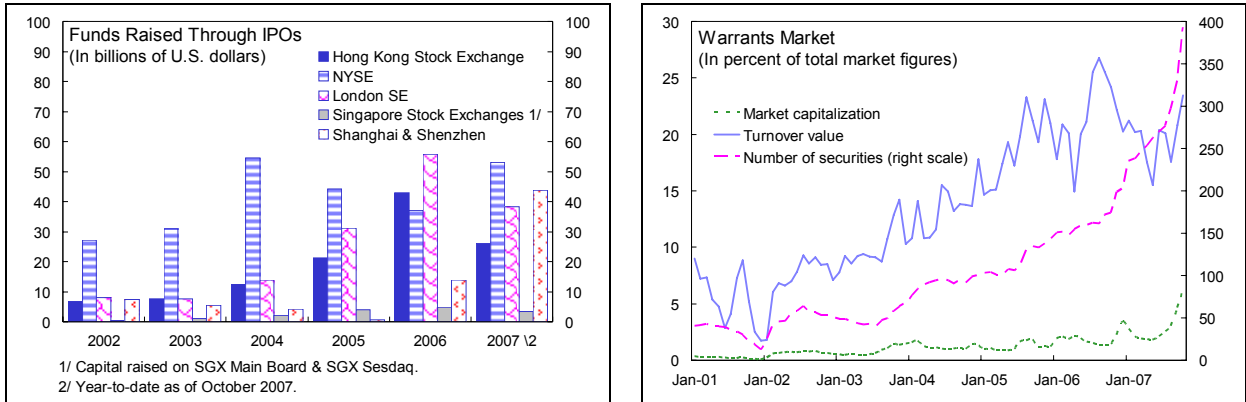 Funds Raised Through IPOs
(In billions of U.S. dollars)
Hong Kong Stock Exchange
NYSE
London SE
Singapore Stock Exchanges 1/
Shanghai & Shenzhen
100 100
90 90
80 80
70 70
60 60
50 50
40 40
30 30
20 20
10 10
0 0
2002 2003 2004 2005 2006 2007 \2
1/ Capital raised on SGX Main Board & SGX Sesdaq.
2/ Year-to-date as of October 2007.
Warrants Market
(In percent of total market figures)
Market capitalization
Turnover value
Number of securities (right scale)
30 400
25 350
20 300
15 250
10 200
5 150
0 100
50
0
Jan-01 Jan-02 Jan-03 Jan-04 Jan-05 Jan-06 Jan-07